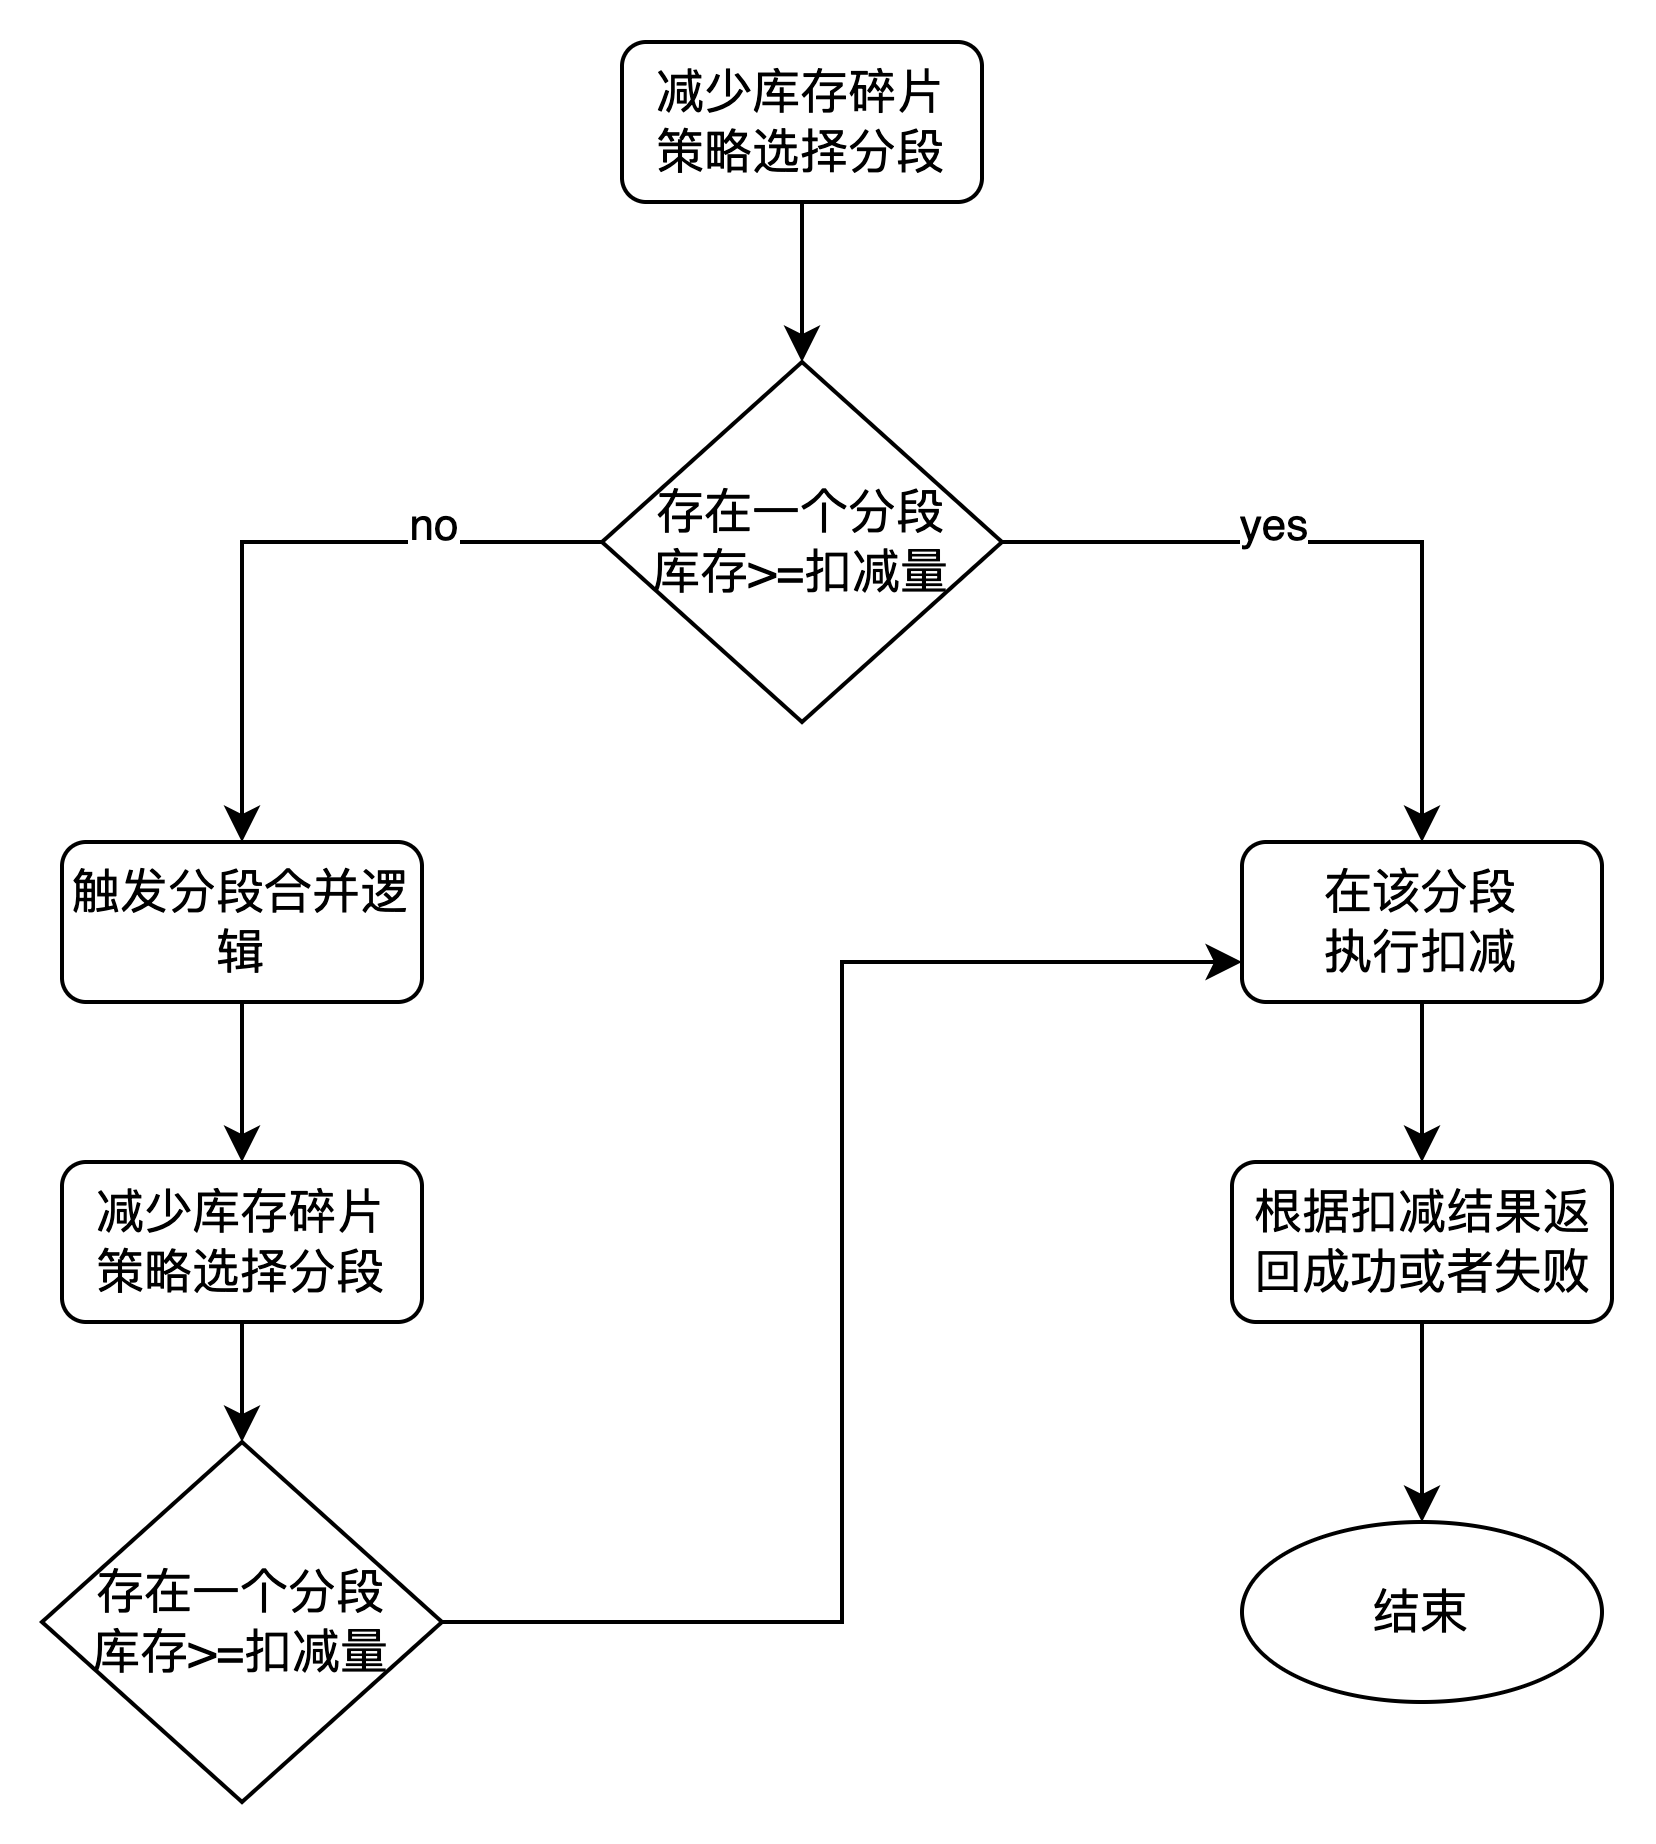 减少库存碎片
策略选择分段
存在一个分段
库存>=扣减量
no
yes
触发分段合并逻
辑
在该分段
执行扣减
减少库存碎片
策略选择分段
根据扣减结果返
回成功或者失败
存在一个分段
库存>=扣减量
结束